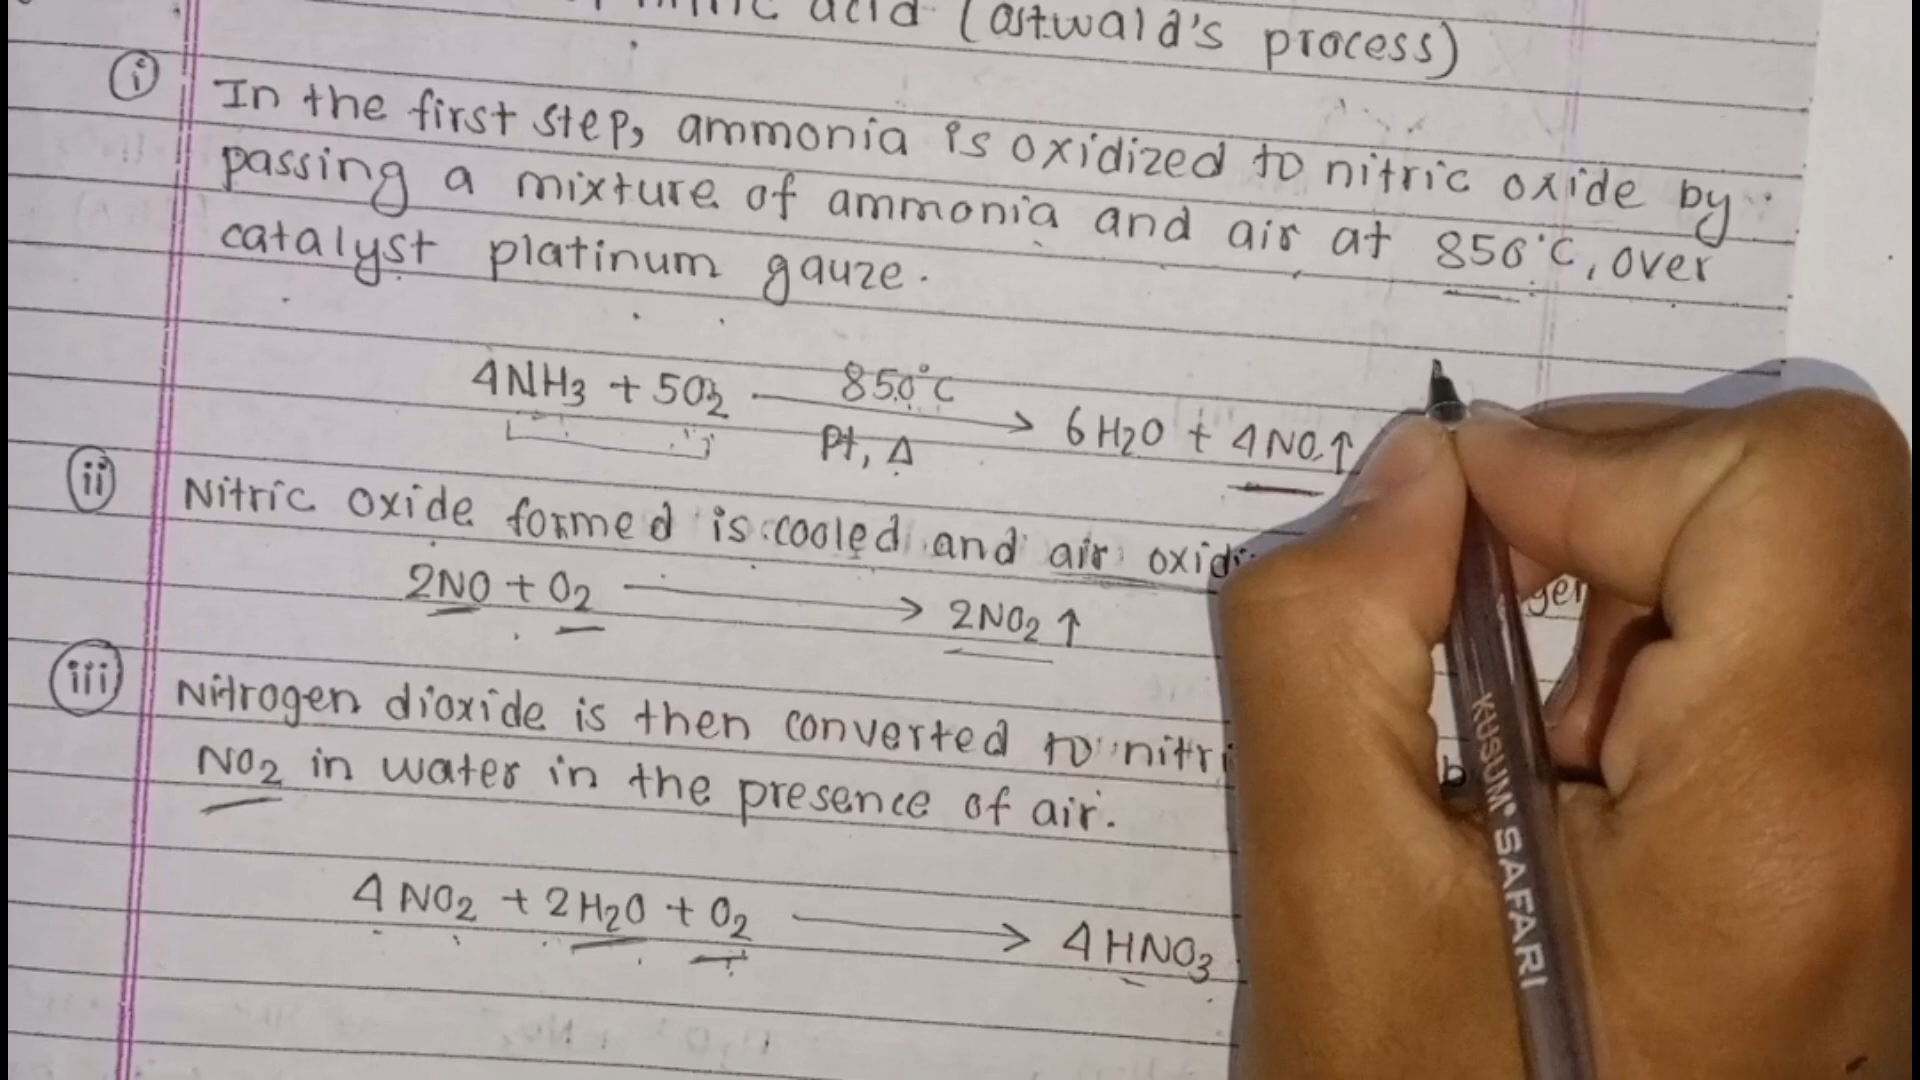 acid (ostwald's process)
(i) In the first step, ammonia is oxidized to nitric oxide by
passing a mixture of ammonia and air at 850°C, over
catalyst platinum gauze.
4NH3 + 5O2 850°C → 6H2O + 4NO↑
Pt, Δ
(ii) Nitric oxide formed is cooled and air
2NO + O2 → 2NO2↑
(iii) Nitrogen dioxide is then converted to
NO2 in water in the presence of air.
4NO2 + 2H2O + O2 → 4HNO3
KUSUM® SAFARI